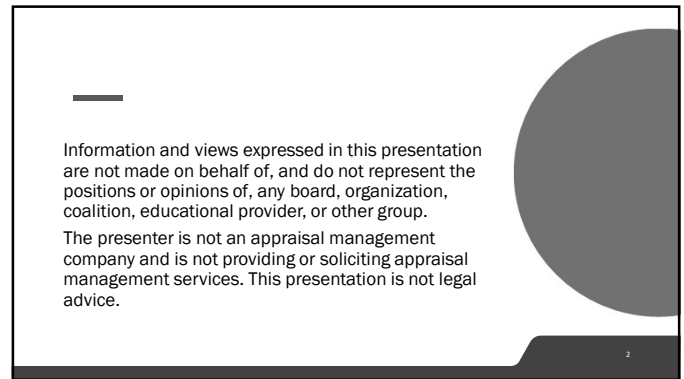 Information and views expressed in this presentation
are not made on behalf of, and do not represent the
positions or opinions of, any board, organization,
coalition, educational provider, or other group.
The presenter is not an appraisal management
company and is not providing or soliciting appraisal
management services. This presentation is not legal
advice.
2